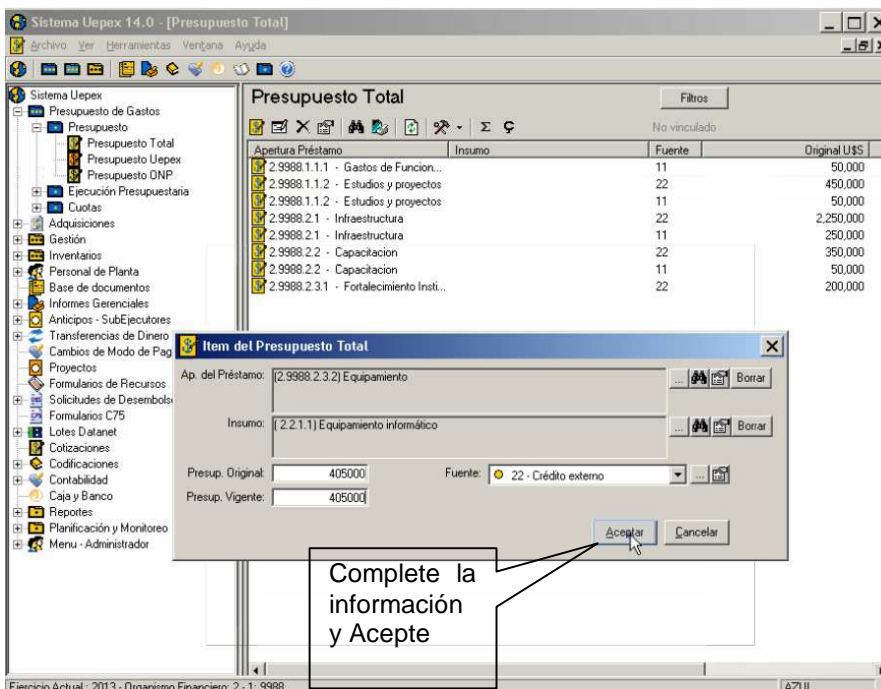 Sistema Uepex 14.0 - [Presupuesto Total]
Archivo Ver Herramientas Ventana Ayuda
Sistema Uepex
Presupuesto de Gastos
Presupuesto
Presupuesto Total
Presupuesto Uepex
Presupuesto ONP
Ejecución Presupuestaria
Cuotas
Adquisiciones
Gestión
Inventarios
Personal de Planta
Base de documentos
Informes Gerenciales
Anticipos - SubEjecutores
Transferencias de Dinero
Cambios de Modo de Pag
Proyectos
Formularios de Recursos
Solicitudes de Desembols
Formularios C75
Lotes Datanet
Cotizaciones
Codificaciones
Contabilidad
Caja y Banco
Reportes
Planificación y Monitoreo
Menu - Administrador
Presupuesto Total
Filtros
Σ Ç
No vinculado
Apertura Préstamo Insumo Fuente Original U$S
2.9988.1.1.1 - Gastos de Funcion... 11 50,000
2.9988.1.1.2 - Estudios y proyectos 22 450,000
2.9988.1.1.2 - Estudios y proyectos 11 50,000
2.9988.2.1 - Infraestructura 22 2,250,000
2.9988.2.1 - Infraestructura 11 250,000
2.9988.2.2 - Capacitacion 22 350,000
2.9988.2.2 - Capacitacion 11 50,000
2.9988.2.3.1 - Fortalecimiento Insti... 22 200,000
Item del Presupuesto Total
Ap. del Préstamo: (2.9988.2.3.2) Equipamiento ... Borrar
Insumo: ( 2.2.1.1) Equipamiento informático ... Borrar
Presup. Original: 405000 Fuente: 22 - Crédito externo ...
Presup. Vigente: 405000
Aceptar Cancelar
Complete la
información
y Acepte
Ejercicio Actual : 2013 - Organismo Financiero: 2 - 1: 9988 AZUL